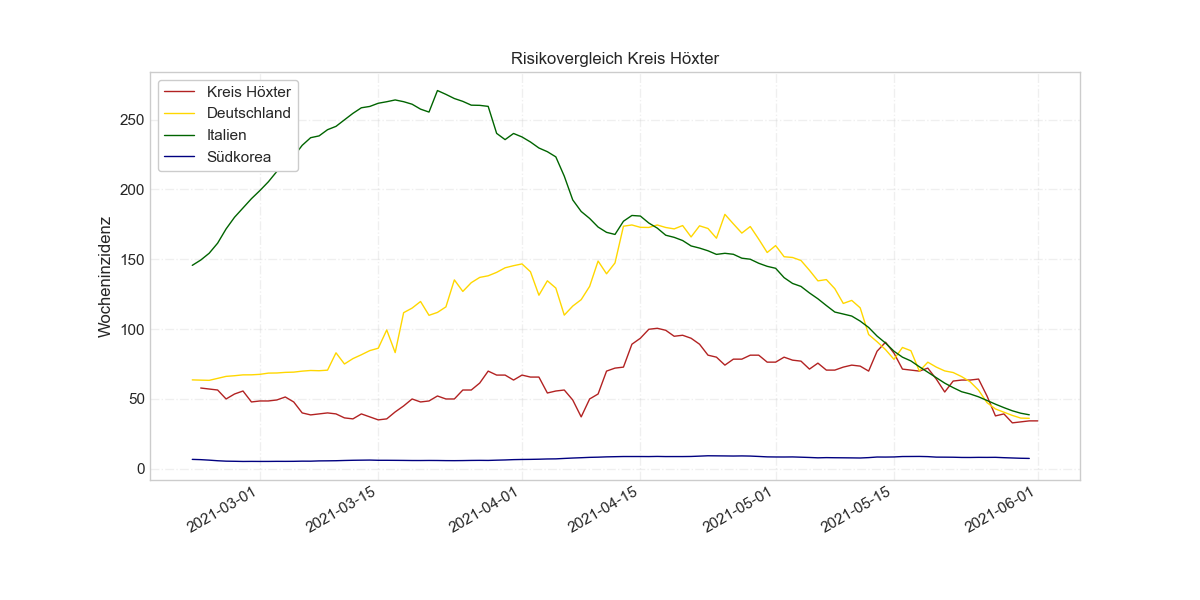 Risikovergleich Kreis Höxter
Kreis Höxter
Deutschland
Italien
Südkorea
Wocheninzidenz
250
200
150
100
50
0
2021-03-01
2021-03-15
2021-04-01
2021-04-15
2021-05-01
2021-05-15
2021-06-01